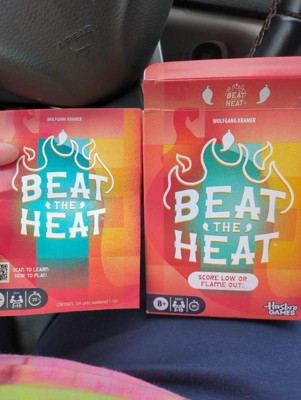 WOLFGANG KRAMER
BEAT
THE
HEAT
SCAN TO LEARN
HOW TO PLAY!
BEAT
THE
HEAT
WOLFGANG KRAMER
BEAT
THE
HEAT
SCORE LOW OR
FLAME OUT.
8+
Hasbro
GAMES